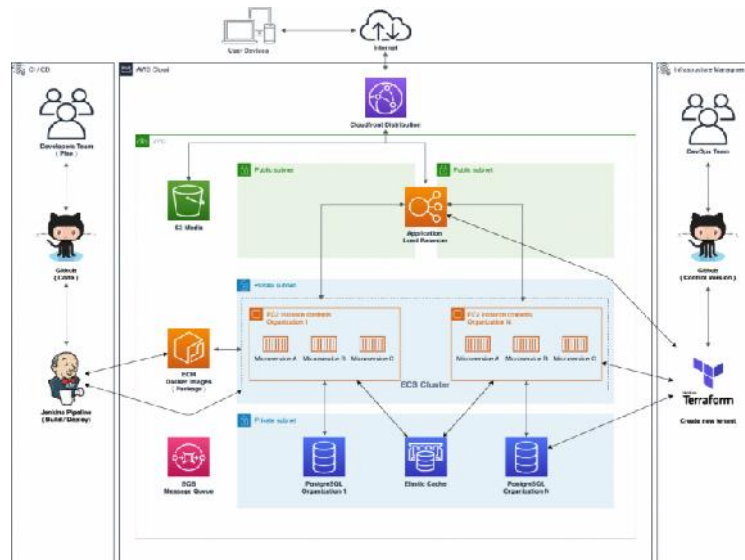 User Devices
Internet
CI / CD
AWS Cloud
Developers Team
( Plan )
DevOps Team
Cloudfront Distribution
VPC
Public subnet
Public subnet
S3 Media
Application
Load Balancer
Github
( Code )
Github
Private subnet
EC2 instance contents
Organization 1
EC2 instance contents
Organization N
Microservice A
Microservice B
Microservice C
Microservice A
Microservice B
Microservice C
ECS Cluster
ECR
Docker Images
( Package )
Jenkins Pipeline
(Build/Deploy)
Terraform
Create new tenant
Private subnet
SQS
Message Queue
PostgreSQL
Organization 1
Elastic Cache
PostgreSQL
Organization N